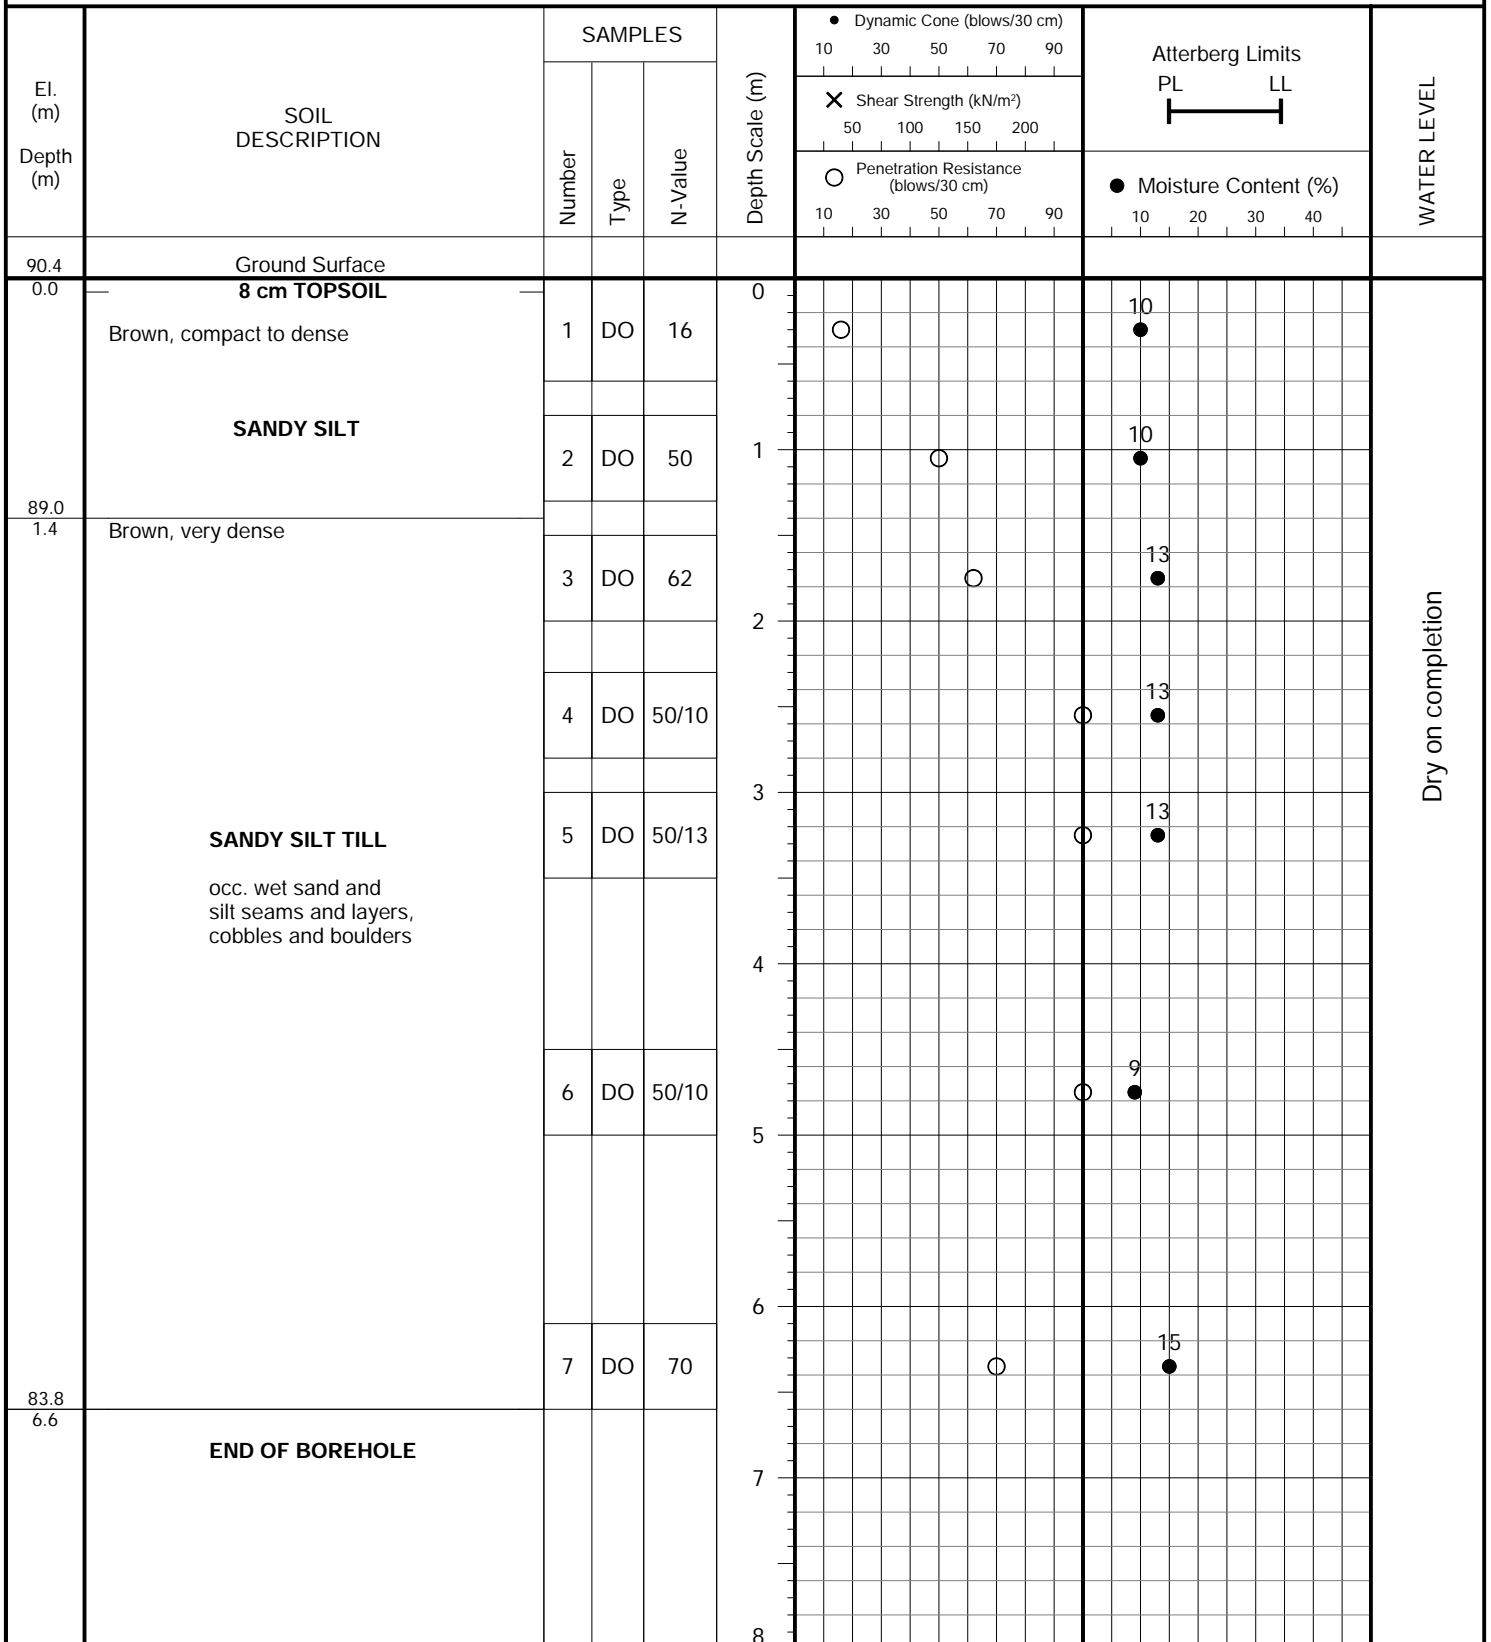 El.
(m)
Depth
(m)
SOIL
DESCRIPTION
SAMPLES
Number
Type
N-Value
Depth Scale (m)
Dynamic Cone (blows/30 cm)
10 30 50 70 90
Shear Strength (kN/m²)
50 100 150 200
Penetration Resistance
(blows/30 cm)
10 30 50 70 90
Atterberg Limits
PL LL
Moisture Content (%)
10 20 30 40
WATER LEVEL
90.4 Ground Surface
0.0 8 cm TOPSOIL 0
10
Brown, compact to dense 1 DO 16
SANDY SILT
10
1
2 DO 50
89.0
1.4 Brown, very dense
13
3 DO 62
2
13
4 DO 50/10
3
13
SANDY SILT TILL 5 DO 50/13
occ. wet sand and
silt seams and layers,
cobbles and boulders
4
9
6 DO 50/10
5
6
15
7 DO 70
83.8
6.6
END OF BOREHOLE
7
8
Dry on completion